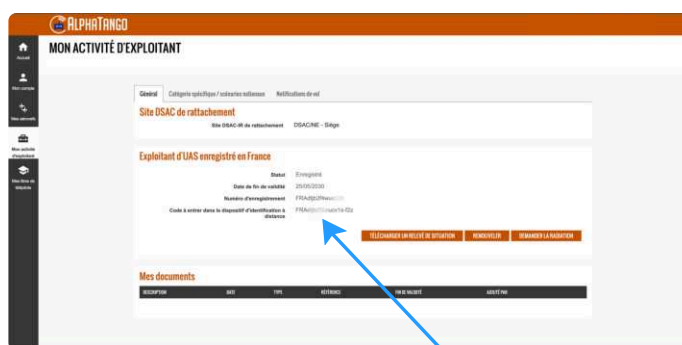 ALPHATANGO
MON ACTIVITÉ D'EXPLOITANT
Accueil
Mon compte
Mes aéronefs
Mon activité d'exploitant
Mes titres de télépilote
Général Catégorie spécifique / scénarios nationaux Notifications de vol
Site DSAC de rattachement
Site DSAC-IR de rattachement DSAC/NE - Siège
Exploitant d'UAS enregistré en France
Statut Enregistré
Date de fin de validité
Numéro d'enregistrement
Code à entrer dans le dispositif d'identification à
distance
TÉLÉCHARGER UN RELEVÉ DE SITUATION RENOUVELER DEMANDER LA RADIATION
Mes documents
DESCRIPTION DATE TYPE RÉFÉRENCE FIN DE VALIDITÉ AJOUTÉ PAR